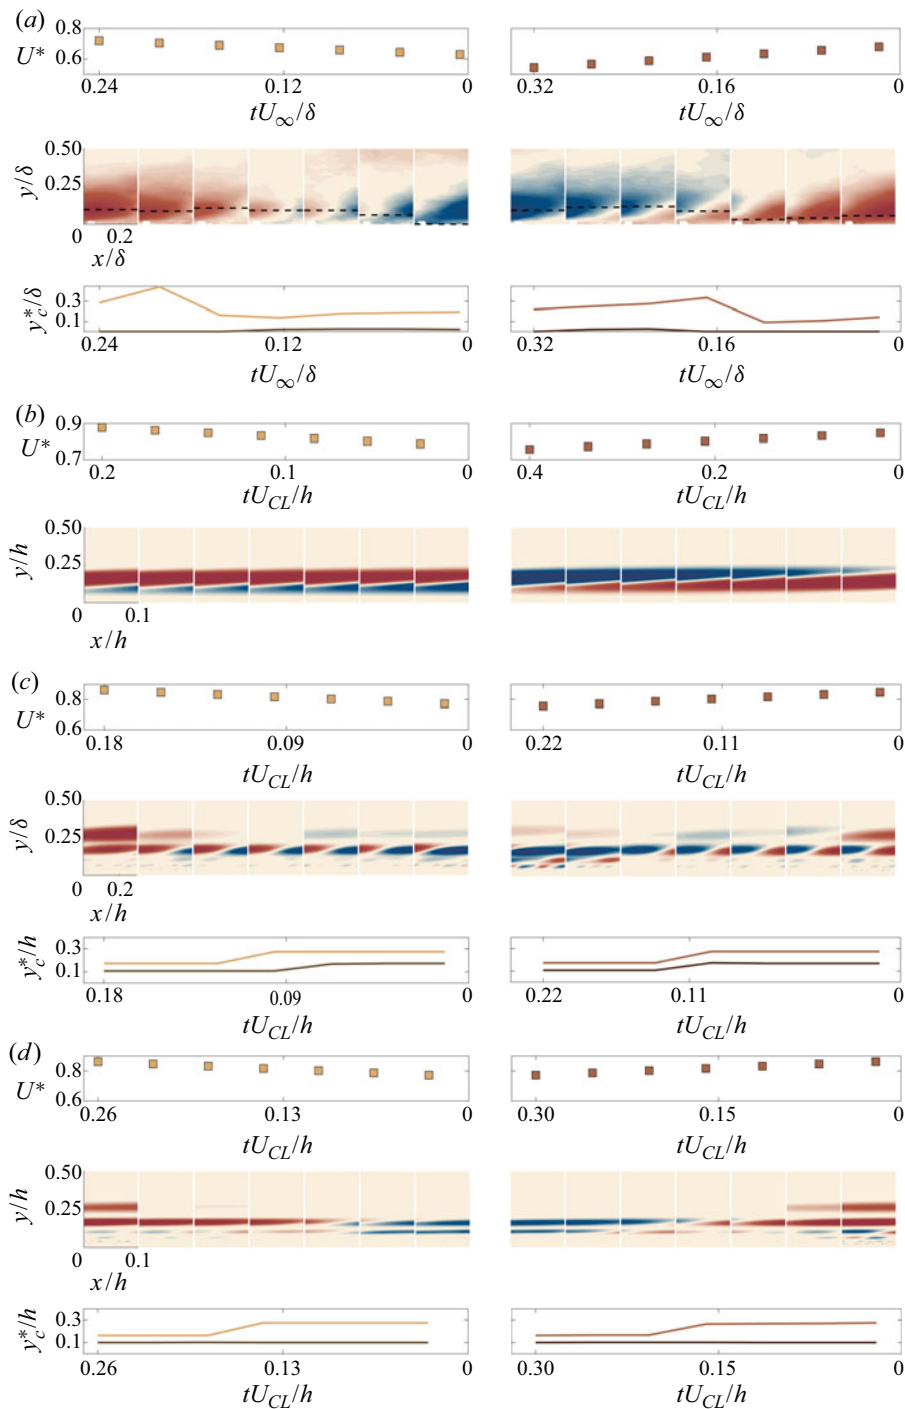 (a)
0.8
U*
0.6
0.24 0.12 0
0.32 0.16 0
tU∞/δ
tU∞/δ
0.50
y/δ
0.25
0 0.2
x/δ
0.3
y*c/δ
0.1
0.24 0.12 0
0.32 0.16 0
tU∞/δ
tU∞/δ
(b)
0.9
U*
0.7
0.2 0.1 0
0.4 0.2 0
tUCL/h
tUCL/h
0.50
y/h
0.25
0 0.1
x/h
(c)
0.8
U*
0.6
0.18 0.09 0
0.22 0.11 0
tUCL/h
tUCL/h
0.50
y/δ
0.25
0 0.2
x/h
0.3
y*c/h
0.1
0.18 0.09 0
0.22 0.11 0
tUCL/h
tUCL/h
(d)
0.8
U*
0.6
0.26 0.13 0
0.30 0.15 0
tUCL/h
tUCL/h
0.50
y/h
0.25
0 0.1
x/h
0.3
y*c/h
0.1
0.26 0.13 0
0.30 0.15 0
tUCL/h
tUCL/h